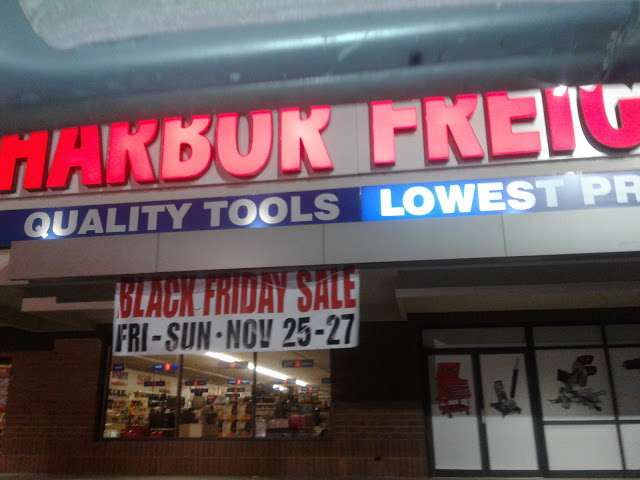 HARBOR FREIG
QUALITY TOOLS LOWEST PR
BLACK FRIDAY SALE
FRI-SUN•NOV 25-27